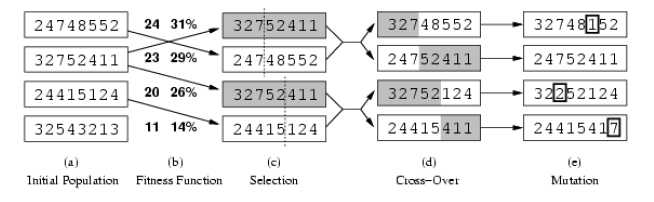 24748552 24 31% 32752411 32748552 32748152
32752411 23 29% 24748552 24752411 24752411
24415124 20 26% 32752411 32752124 32252124
32543213 11 14% 24415124 24415411 24415417
(a) (b) (c) (d) (e)
Initial Population Fitness Function Selection Cross−Over Mutation